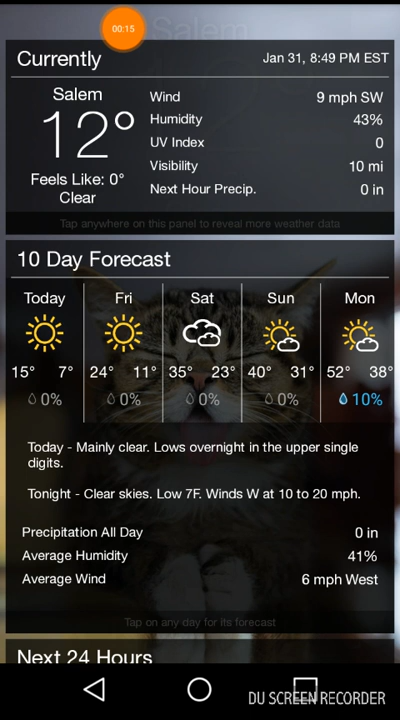 00:15
Salem
Currently
Jan 31, 8:49 PM EST
Salem
12°
Feels Like: 0°
Clear
Wind 9 mph SW
Humidity 43%
UV Index 0
Visibility 10 mi
Next Hour Precip. 0 in
Tap anywhere on this panel to reveal more weather data
10 Day Forecast
Today Fri Sat Sun Mon
15° 7° 24° 11° 35° 23° 40° 31° 52° 38°
0% 0% 0% 0% 10%
Today - Mainly clear. Lows overnight in the upper single
digits.
Tonight - Clear skies. Low 7F. Winds W at 10 to 20 mph.
Precipitation All Day 0 in
Average Humidity 41%
Average Wind 6 mph West
Tap on any day for its forecast
Next 24 Hours
DU SCREEN RECORDER